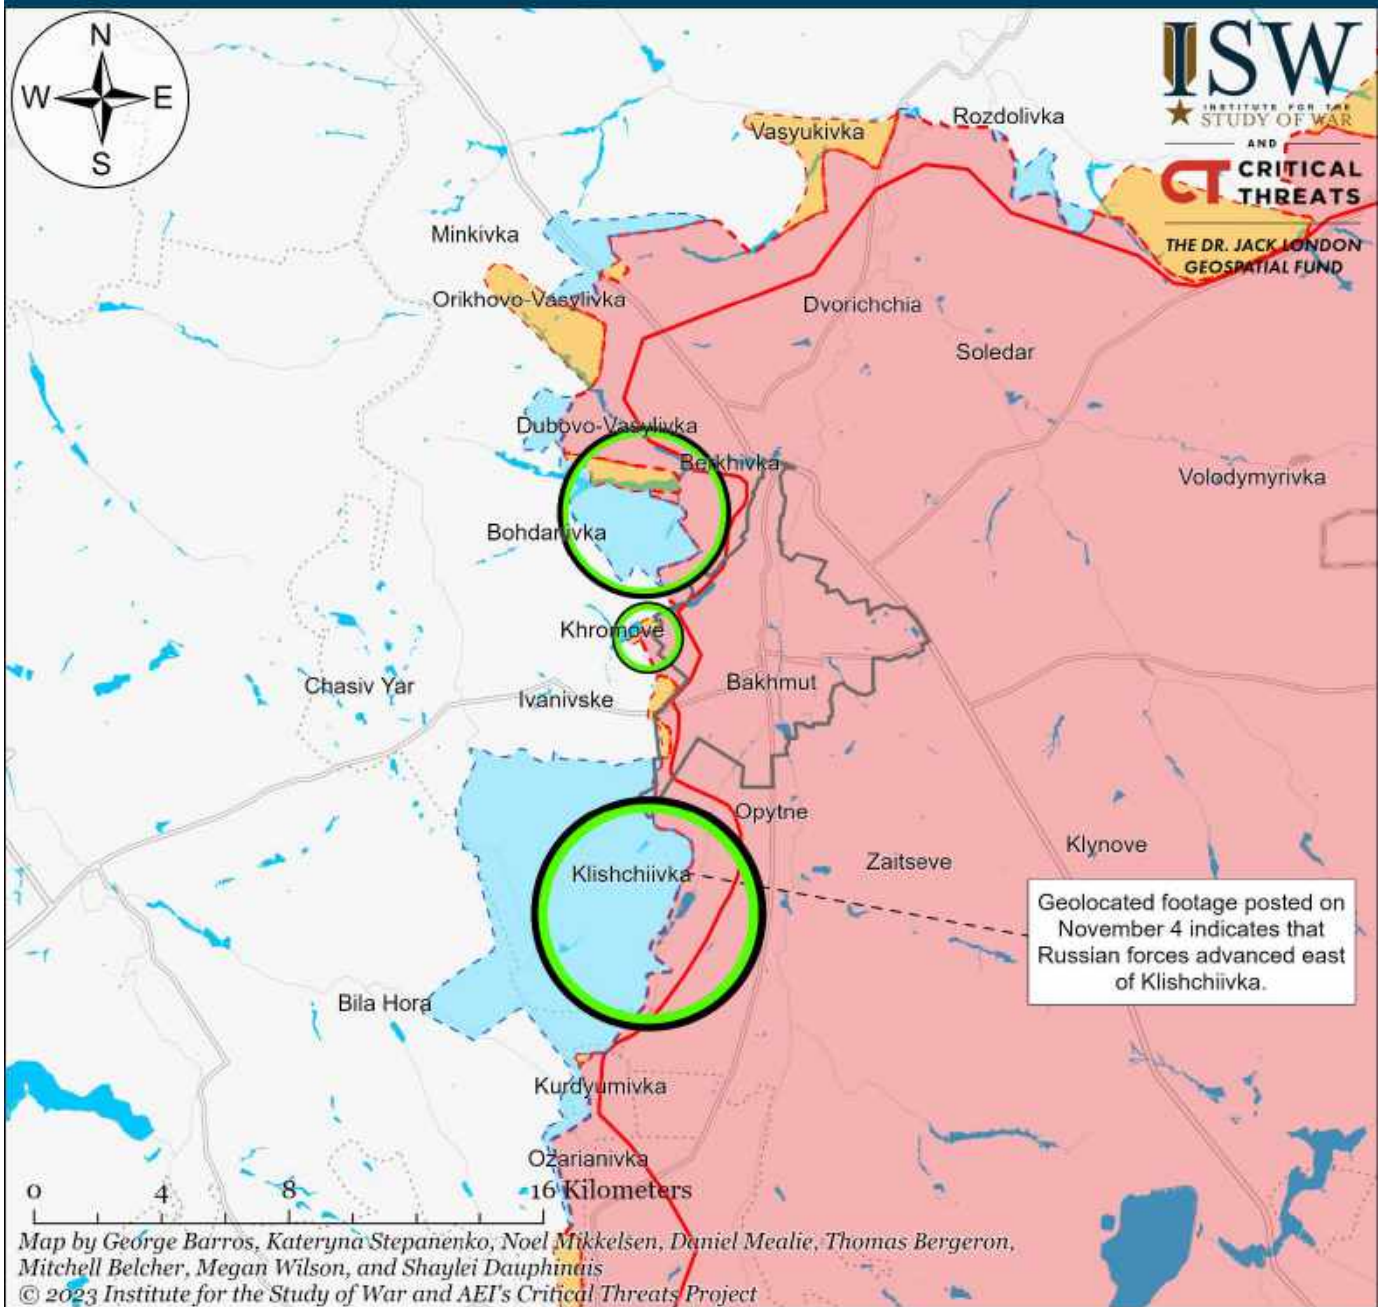 N
W
E
S
ISW
INSTITUTE FOR THE
STUDY OF WAR
AND
CT CRITICAL
THREATS
THE DR. JACK LONDON
GEOSPATIAL FUND
Vasyukivka
Rozdolivka
Minkivka
Orikhovo-Vasylivka
Dvorichchia
Soledar
Dubovo-Vasylivka
Berkhivka
Volodymyrivka
Bohdanivka
Khromove
Chasiv Yar
Ivanivske
Bakhmut
Opytne
Klynove
Zaitseve
Klishchiivka
Geolocated footage posted on
November 4 indicates that
Russian forces advanced east
of Klishchiivka.
Bila Hora
Kurdyumivka
Ozarianivka
0 4 8 16 Kilometers
Map by George Barros, Kateryna Stepanenko, Noel Mikkelsen, Daniel Mealie, Thomas Bergeron,
Mitchell Belcher, Megan Wilson, and Shaylei Dauphinais
© 2023 Institute for the Study of War and AEI's Critical Threats Project